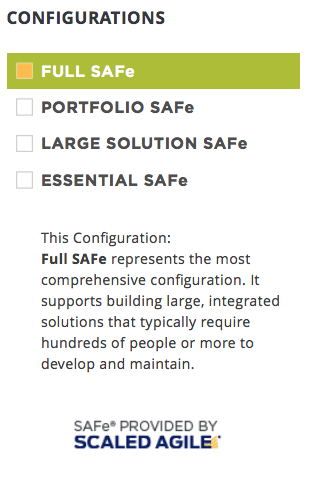 CONFIGURATIONS
FULL SAFe
PORTFOLIO SAFe
LARGE SOLUTION SAFe
ESSENTIAL SAFe
This Configuration:
Full SAFe represents the most
comprehensive configuration. It
supports building large, integrated
solutions that typically require
hundreds of people or more to
develop and maintain.
SAFe® PROVIDED BY
SCALED AGILE